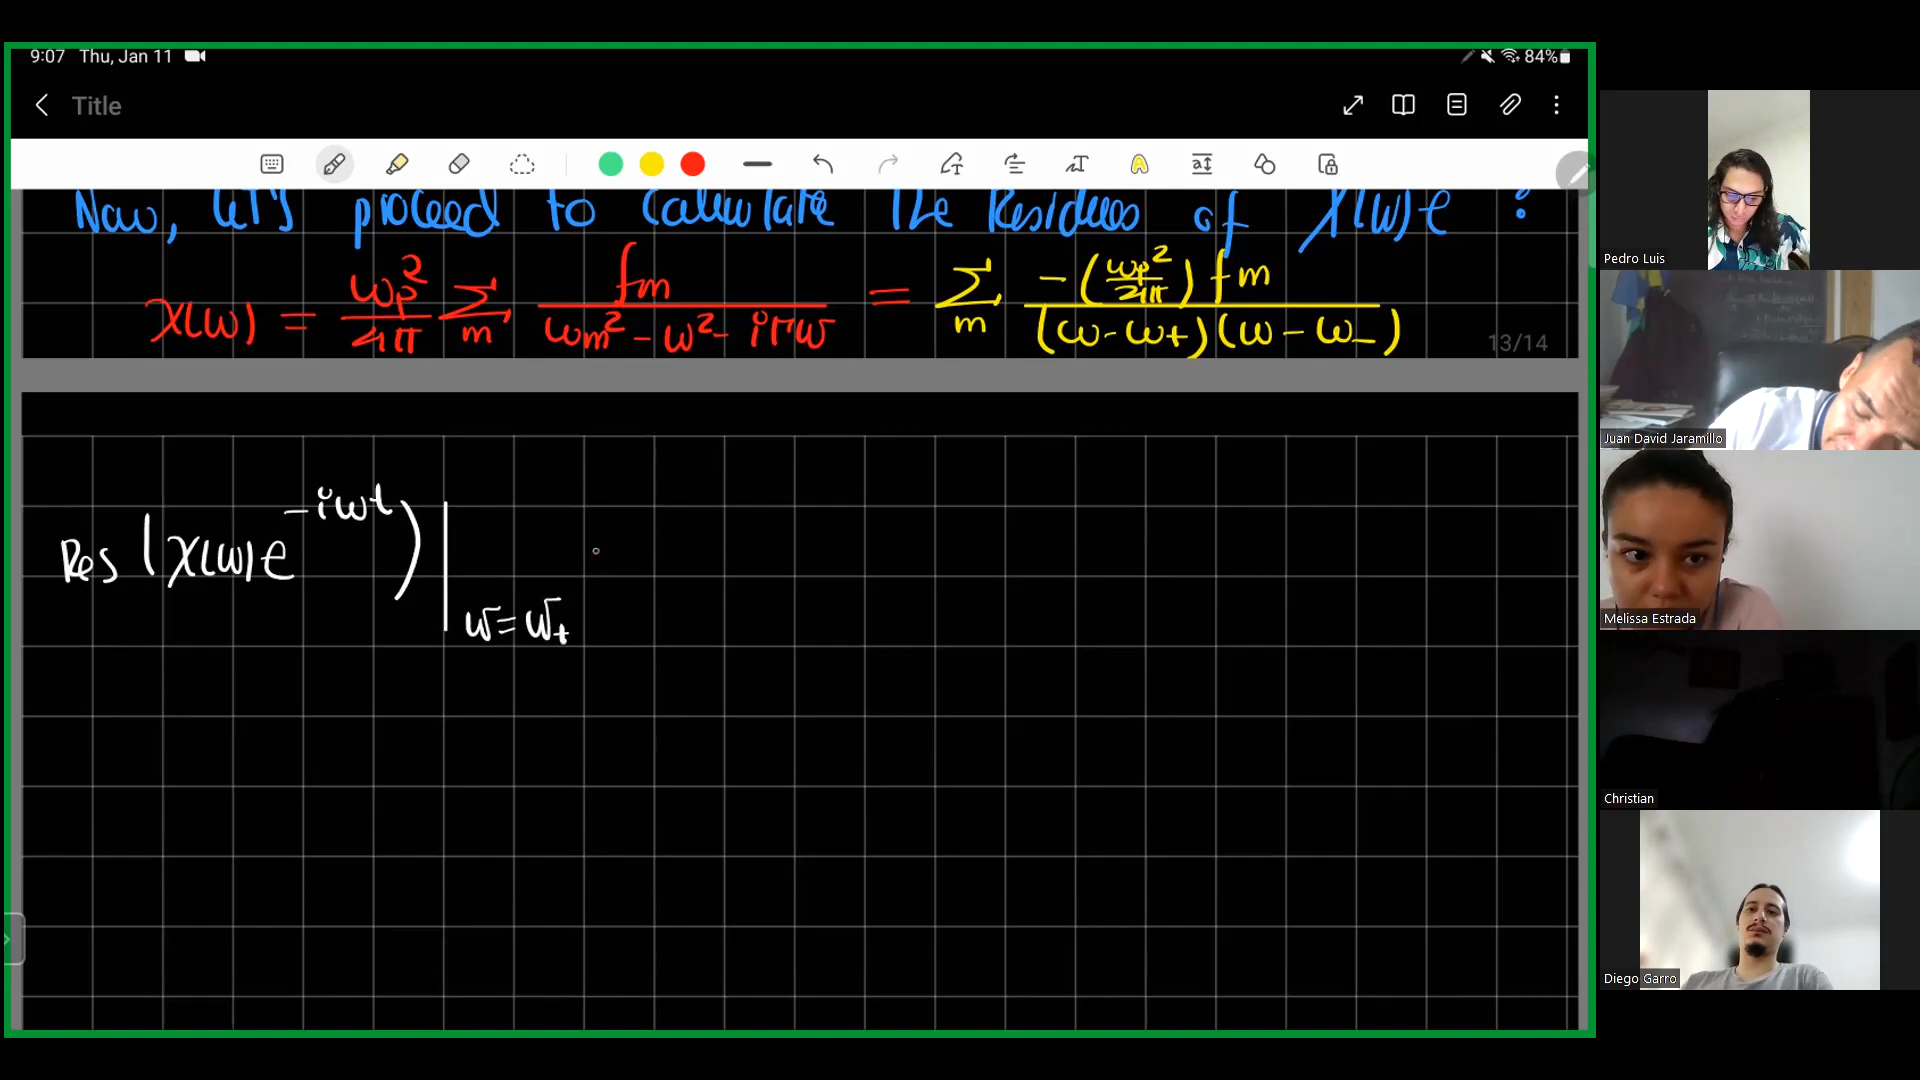 9:07 Thu, Jan 11 84%
Title
Now, let's proceed to calculate the Residues of χ(ω)e :
χ(ω) = ωp²/4π Σm fm/(ωm² - ω² - iΓω) = Σm -(ωp²/4π) fm/((ω-ω+)(ω-ω-))
13/14
Res (χ(ω)e^-iωt)|ω=ω+
Pedro Luis
Juan David Jaramillo
Melissa Estrada
Christian
Diego Garro